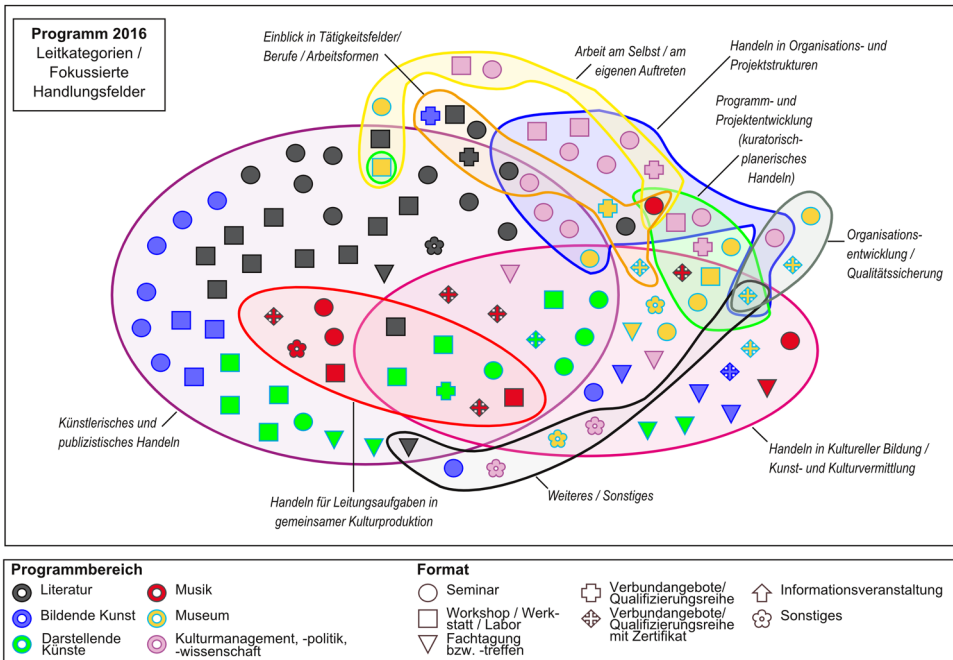 Programm 2016
Leitkategorien /
Fokussierte
Handlungsfelder
Einblick in Tätigkeitsfelder/
Berufe / Arbeitsformen
Arbeit am Selbst / am
eigenen Auftreten
Handeln in Organisations- und
Projektstrukturen
Programm- und
Projektentwicklung
(kuratorisch-
planerisches
Handeln)
Organisations-
entwicklung /
Qualitätssicherung
Künstlerisches und
publizistisches Handeln
Handeln für Leitungsaufgaben in
gemeinsamer Kulturproduktion
Weiteres / Sonstiges
Handeln in Kultureller Bildung /
Kunst- und Kulturvermittlung
Programmbereich
Literatur
Bildende Kunst
Darstellende
Künste
Musik
Museum
Kulturmanagement, -politik,
-wissenschaft
Format
Seminar
Workshop / Werk-
statt / Labor
Fachtagung
bzw. -treffen
Verbundangebote/
Qualifizierungsreihe
Verbundangebote/
Qualifizierungsreihe
mit Zertifikat
Informationsveranstaltung
Sonstiges